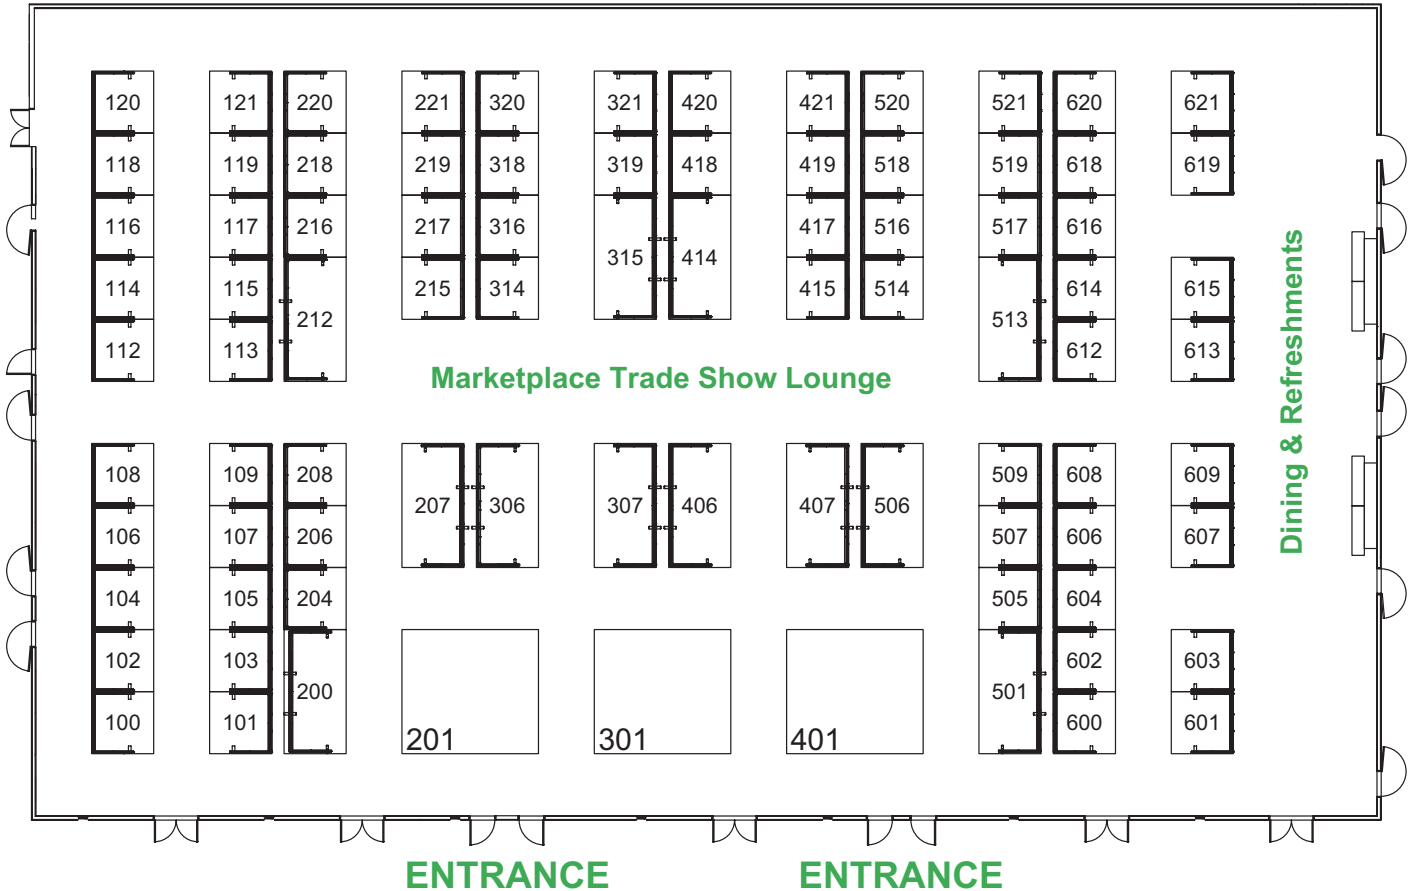 120 121 220 221 320 321 420 421 520 521 620 621
118 119 218 219 318 319 418 419 518 519 618 619
116 117 216 217 316 417 516 517 616
315 414
114 115 215 314 415 514 614 615
212 513
112 113 612 613
Marketplace Trade Show Lounge
Dining & Refreshments
108 109 208 509 608 609
207 306 307 406 407 506
106 107 206 507 606 607
104 105 204 505 604
102 103 602 603
200 501
100 101 600 601
201 301 401
ENTRANCE ENTRANCE